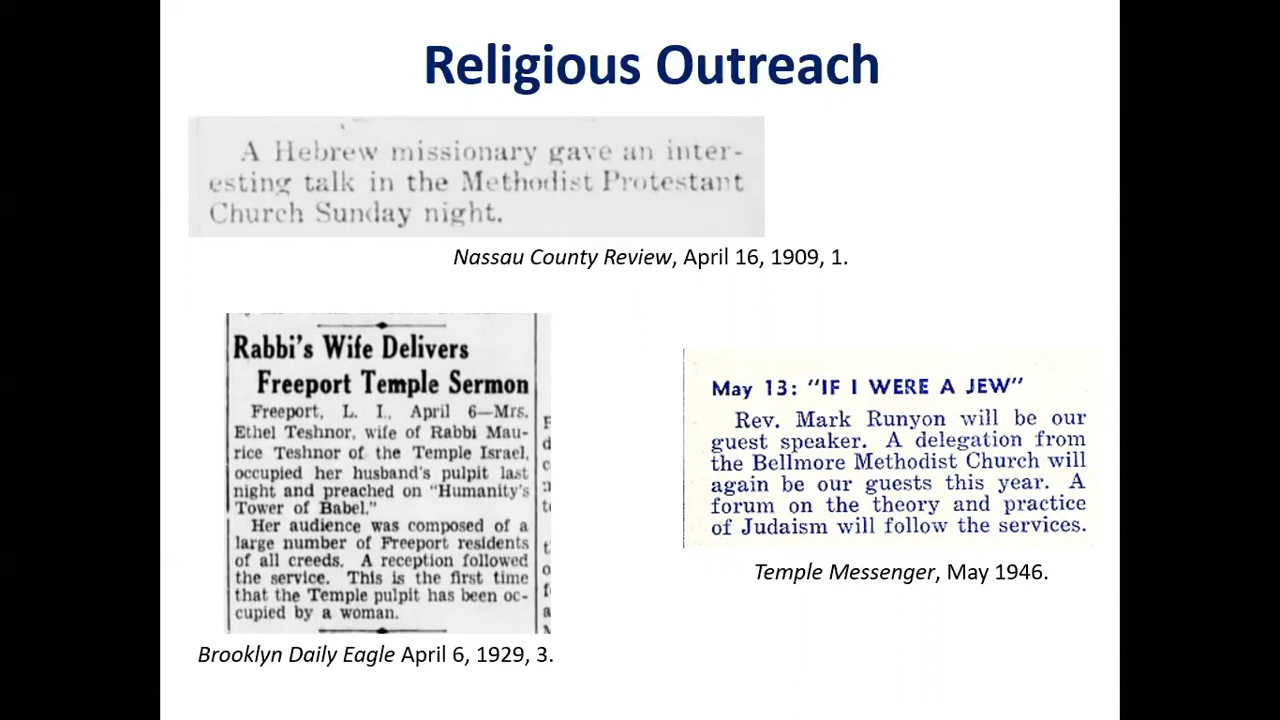 Religious Outreach
A Hebrew missionary gave an inter-
esting talk in the Methodist Protestant
Church Sunday night.
Nassau County Review, April 16, 1909, 1.
Rabbi's Wife Delivers
Freeport Temple Sermon
Freeport, L. I., April 6—Mrs.
Ethel Teshnor, wife of Rabbi Mau-
rice Teshnor of the Temple Israel,
occupied her husband's pulpit last
night and preached on "Humanity's
Tower of Babel."
Her audience was composed of a
large number of Freeport residents
of all creeds. A reception followed
the service. This is the first time
that the Temple pulpit has been oc-
cupied by a woman.
Brooklyn Daily Eagle April 6, 1929, 3.
May 13: "IF I WERE A JEW"
Rev. Mark Runyon will be our
guest speaker. A delegation from
the Bellmore Methodist Church will
again be our guests this year. A
forum on the theory and practice
of Judaism will follow the services.
Temple Messenger, May 1946.